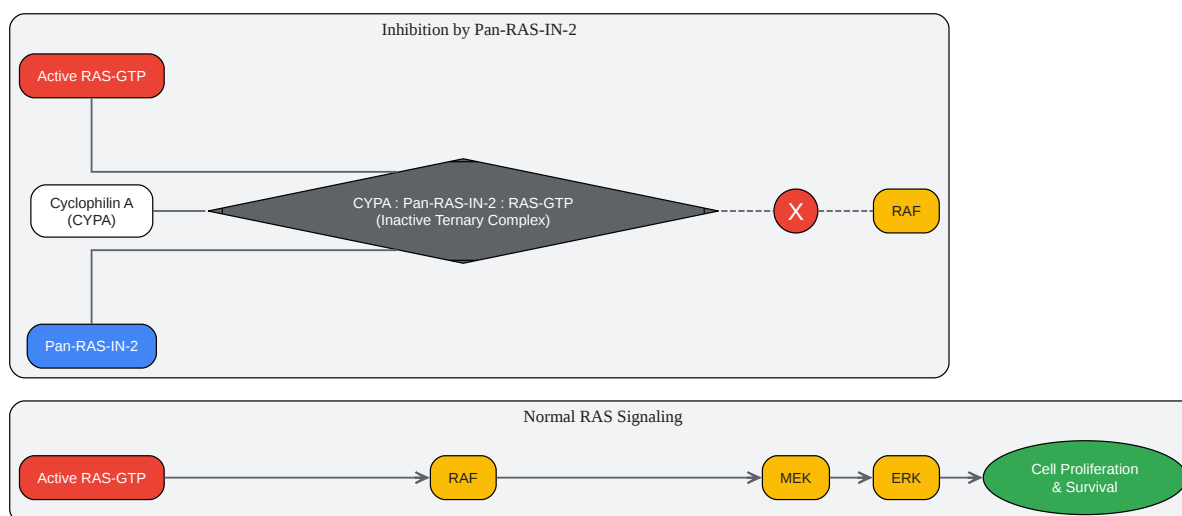 Inhibition by Pan-RAS-IN-2
Active RAS-GTP
Cyclophilin A
(CYPA)
CYPA : Pan-RAS-IN-2 : RAS-GTP
(Inactive Ternary Complex)
X
RAF
Pan-RAS-IN-2
Normal RAS Signaling
Active RAS-GTP
RAF
MEK
ERK
Cell Proliferation
& Survival